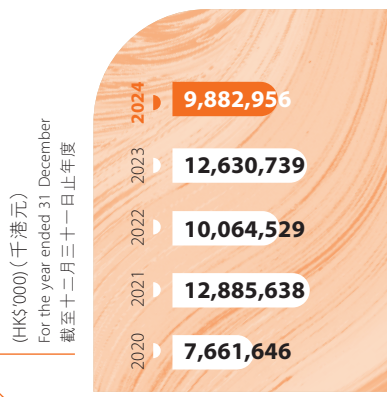 (HK$'000) (千港元)
For the year ended 31 December
截至十二月三十一日止年度
2024 9,882,956
2023 12,630,739
2022 10,064,529
2021 12,885,638
2020 7,661,646